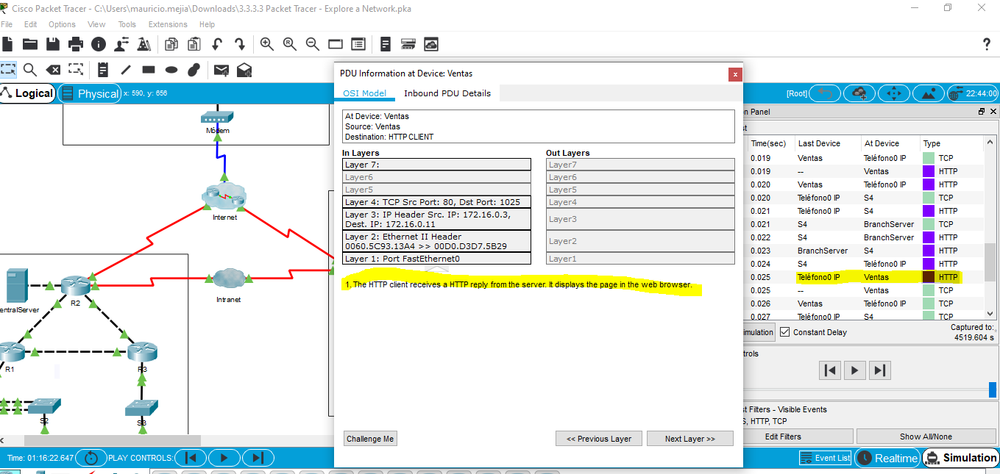 Cisco Packet Tracer - C:\Users\mauricio.mejia\Downloads\3.3.3.3 Packet Tracer - Explore a Network.pka
File Edit Options View Tools Extensions Help
Logical Physical x: 590, y: 656
[Root] 22:44:00
Módem
Internet
Intranet
R2
R1
R3
S2
S3
PDU Information at Device: Ventas
OSI Model Inbound PDU Details
At Device: Ventas
Source: Ventas
Destination: HTTP CLIENT
In Layers Out Layers
Layer 7: Layer7
Layer6 Layer6
Layer5 Layer5
Layer 4: TCP Src Port: 80, Dst Port: 1025 Layer4
Layer 3: IP Header Src. IP: 172.16.0.3, Dest. IP: 172.16.0.11 Layer3
Layer 2: Ethernet II Header 0060.5C93.13A4 >> 00D0.D3D7.5B29 Layer2
Layer 1: Port FastEthernet0 Layer1
1. The HTTP client receives a HTTP reply from the server. It displays the page in the web browser.
Challenge Me << Previous Layer Next Layer >>
Panel
Time(sec) Last Device At Device Type
0.019 Ventas Teléfono0 IP TCP
0.019 -- Ventas HTTP
0.020 Ventas Teléfono0 IP HTTP
0.020 Teléfono0 IP S4 TCP
0.021 Teléfono0 IP S4 HTTP
0.021 S4 BranchServer TCP
0.022 S4 BranchServer HTTP
0.023 BranchServer S4 HTTP
0.024 S4 Teléfono0 IP HTTP
0.025 Teléfono0 IP Ventas HTTP
0.025 -- Ventas TCP
0.026 Ventas Teléfono0 IP TCP
0.027 Teléfono0 IP S4 TCP
Constant Delay Captured to:
4519.604 s
Filters - Visible Events
HTTP, TCP
Edit Filters Show All/None
Time: 01:16:22.647 PLAY CONTROLS: Event List Realtime Simulation